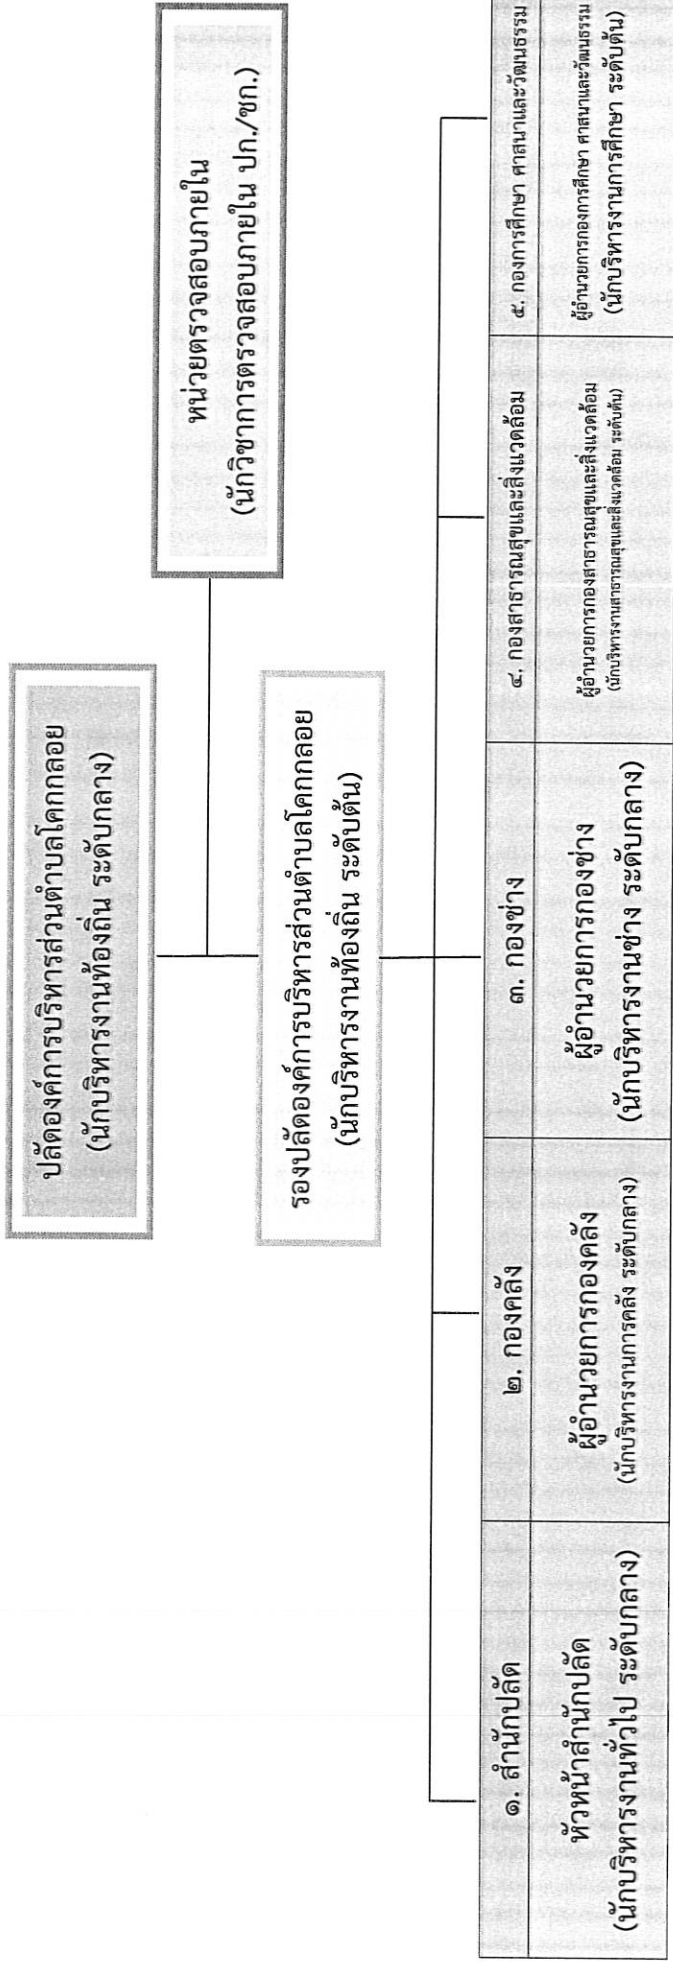 ปลัดองค์การบริหารส่วนตำบลโคกกลอย
(นักบริหารงานท้องถิ่น ระดับกลาง)
หน่วยตรวจสอบภายใน
(นักวิชาการตรวจสอบภายใน ปก./ชก.)
รองปลัดองค์การบริหารส่วนตำบลโคกกลอย
(นักบริหารงานท้องถิ่น ระดับต้น)
๑. สำนักปลัด
หัวหน้าสำนักปลัด
(นักบริหารงานทั่วไป ระดับกลาง)
๒. กองคลัง
ผู้อำนวยการกองคลัง
(นักบริหารงานการคลัง ระดับกลาง)
๓. กองช่าง
ผู้อำนวยการกองช่าง
(นักบริหารงานช่าง ระดับกลาง)
๔. กองสาธารณสุขและสิ่งแวดล้อม
ผู้อำนวยการกองสาธารณสุขและสิ่งแวดล้อม
(นักบริหารงานสาธารณสุขและสิ่งแวดล้อม ระดับต้น)
๕. กองการศึกษา ศาสนาและวัฒนธรรม
ผู้อำนวยการกองการศึกษา ศาสนาและวัฒนธรรม
(นักบริหารงานการศึกษา ระดับต้น)